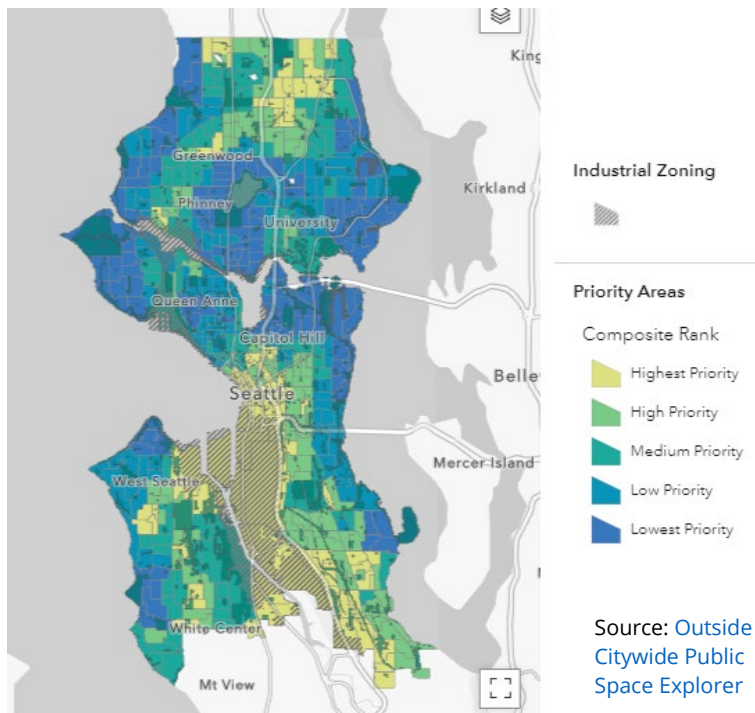 King
Greenwood
Kirkland
Phinney
University
Queen Anne
Capitol Hill
Seattle
Belle
Mercer Island
West Seattle
White Center
Mt View
Industrial Zoning
Priority Areas
Composite Rank
Highest Priority
High Priority
Medium Priority
Low Priority
Lowest Priority
Source: Outside
Citywide Public
Space Explorer